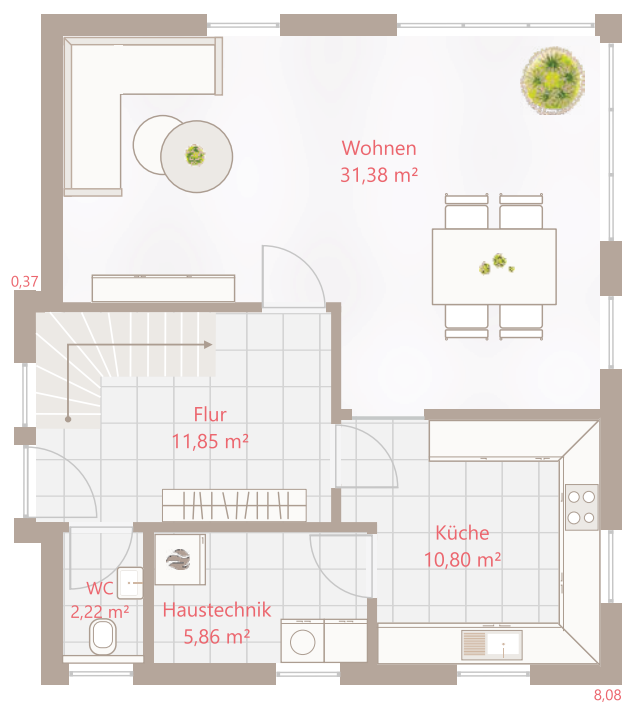 Wohnen
31,38 m²
0,37
Flur
11,85 m²
Küche
10,80 m²
WC
2,22 m²
Haustechnik
5,86 m²
8,08